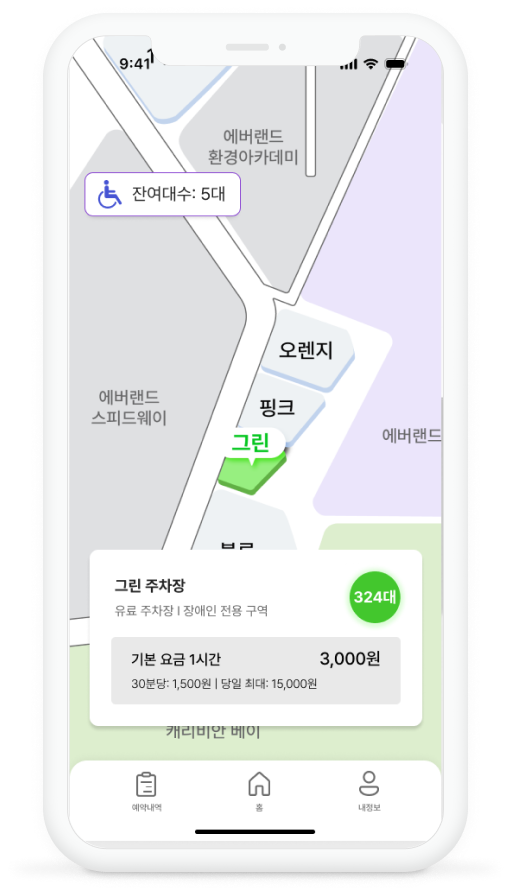 9:41
에버랜드
환경아카데미
잔여대수: 5대
오렌지
에버랜드
스피드웨이
핑크
에버랜드
그린
그린 주차장
유료 주차장 I 장애인 전용 구역
324대
기본 요금 1시간
3,000원
30분당: 1,500원 | 당일 최대: 15,000원
캐리비안 베이
예약내역
홈
내정보